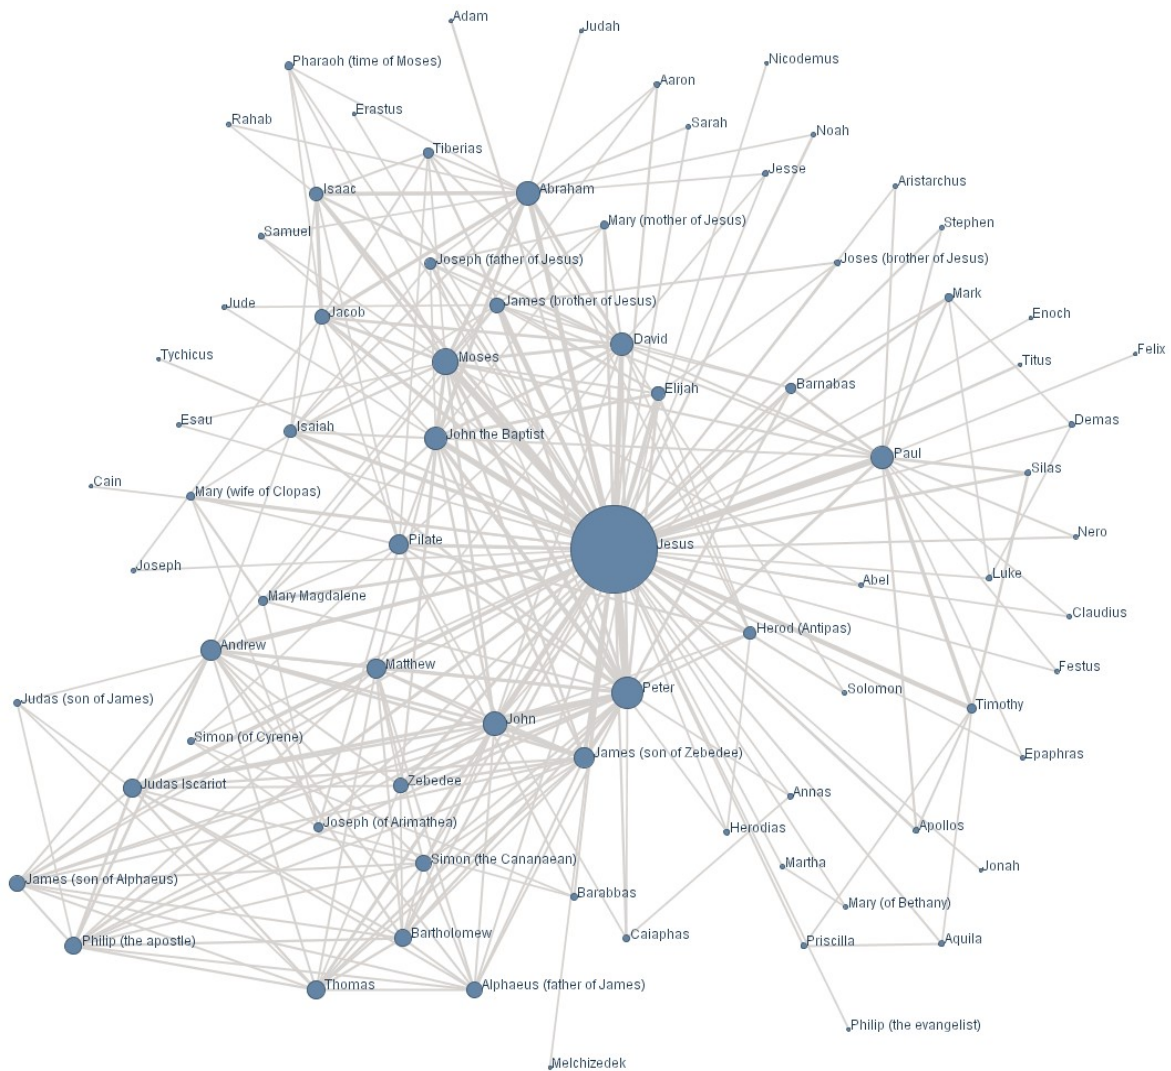 Adam
Judah
Nicodemus
Pharaoh (time of Moses)
Aaron
Erastus
Rahab
Sarah
Noah
Tiberias
Jesse
Aristarchus
Isaac
Abraham
Mary (mother of Jesus)
Stephen
Samuel
Joseph (father of Jesus)
Joses (brother of Jesus)
Mark
James (brother of Jesus)
Jude
Jacob
Enoch
David
Felix
Moses
Tychicus
Titus
Elijah
Barnabas
Esau
Isaiah
John the Baptist
Demas
Paul
Silas
Cain
Mary (wife of Clopas)
Nero
Pilate
Jesus
Joseph
Luke
Abel
Mary Magdalene
Claudius
Herod (Antipas)
Andrew
Matthew
Festus
Peter
Solomon
Judas (son of James)
Timothy
John
Simon (of Cyrene)
James (son of Zebedee)
Epaphras
Judas Iscariot
Zebedee
Annas
Joseph (of Arimathea)
Herodias
Apollos
Simon (the Cananaean)
Martha
Jonah
James (son of Alphaeus)
Barabbas
Mary (of Bethany)
Philip (the apostle)
Bartholomew
Caiaphas
Priscilla
Aquila
Thomas
Alphaeus (father of James)
Philip (the evangelist)
Melchizedek